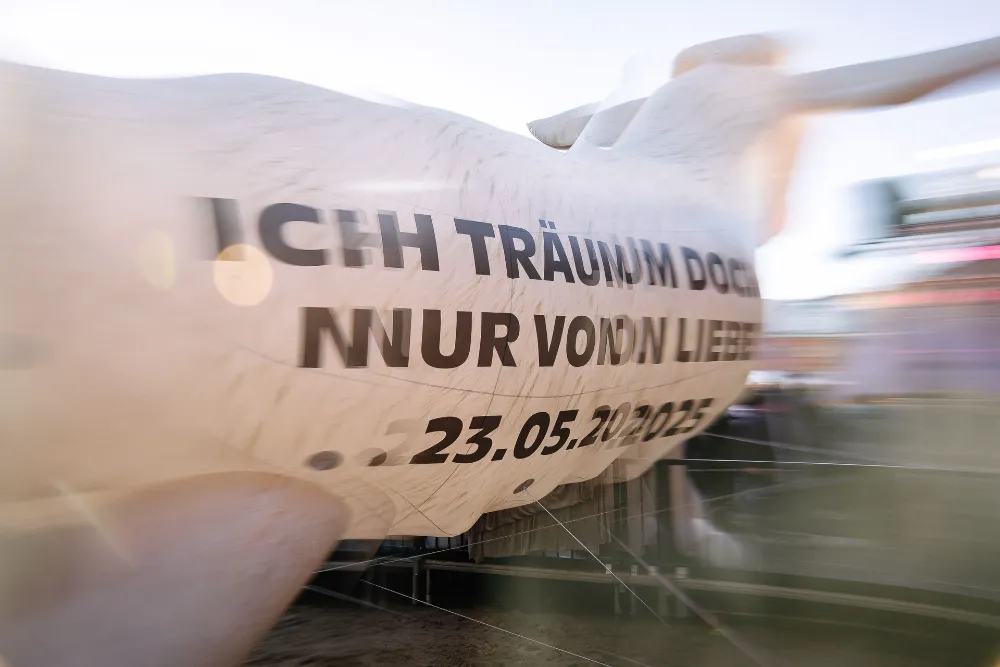 ICH TRÄUM DOCH
NUR VON LIEBE
23.05.2025